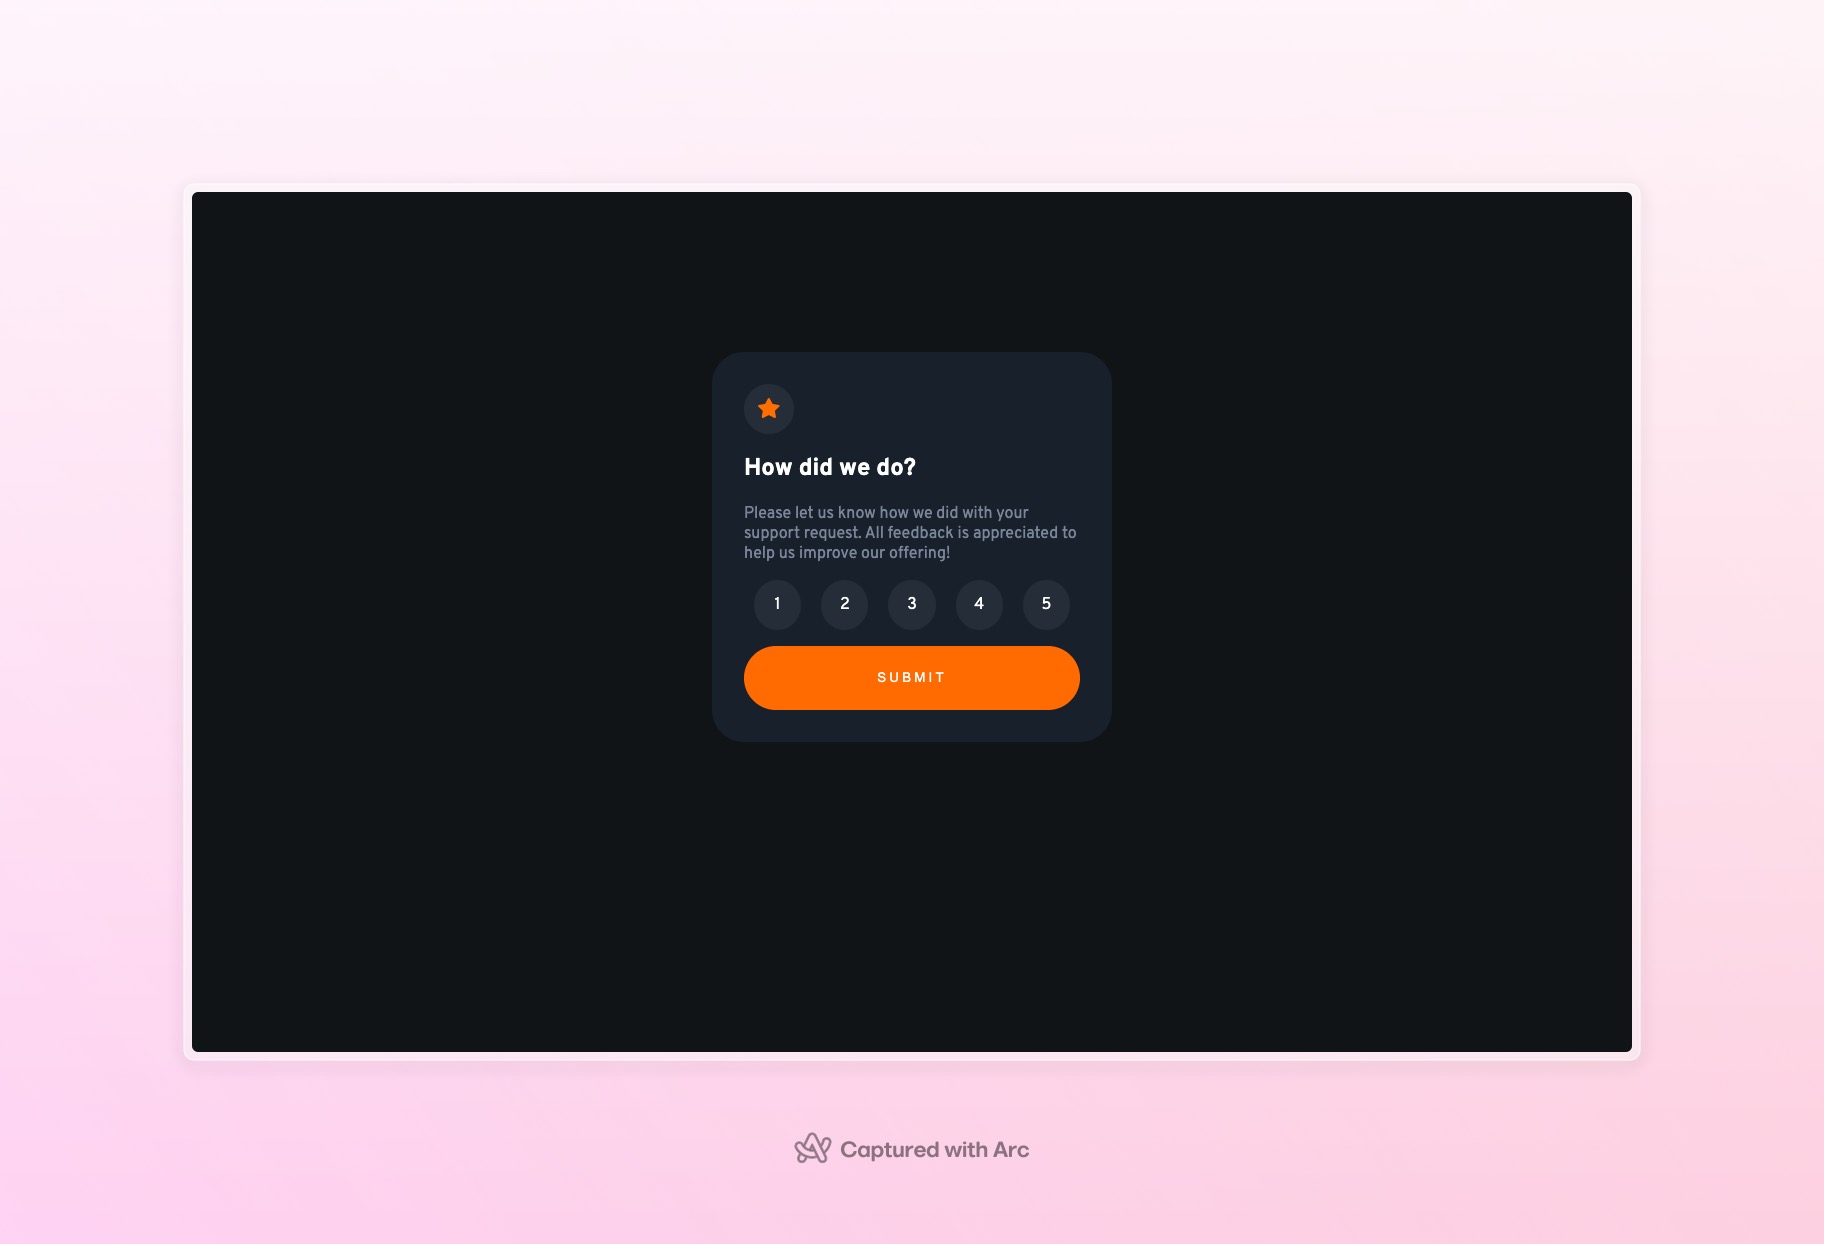 How did we do?
Please let us know how we did with your
support request. All feedback is appreciated to
help us improve our offering!
1 2 3 4 5
SUBMIT
Captured with Arc